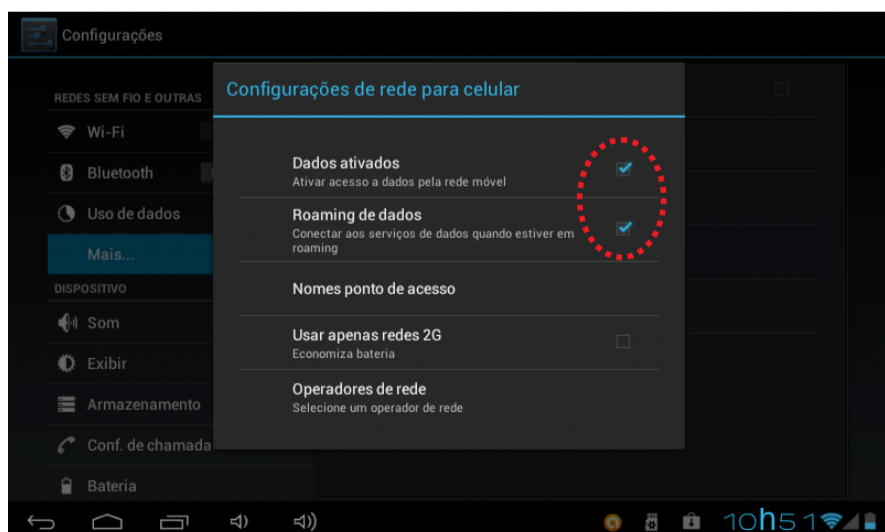 Configurações
REDES SEM FIO E OUTRAS
Wi-Fi
Bluetooth
Uso de dados
Mais...
DISPOSITIVO
Som
Exibir
Armazenamento
Conf. de chamada
Bateria
Configurações de rede para celular
Dados ativados
Ativar acesso a dados pela rede móvel
Roaming de dados
Conectar aos serviços de dados quando estiver em
roaming
Nomes ponto de acesso
Usar apenas redes 2G
Economiza bateria
Operadores de rede
Selecione um operador de rede
10h51